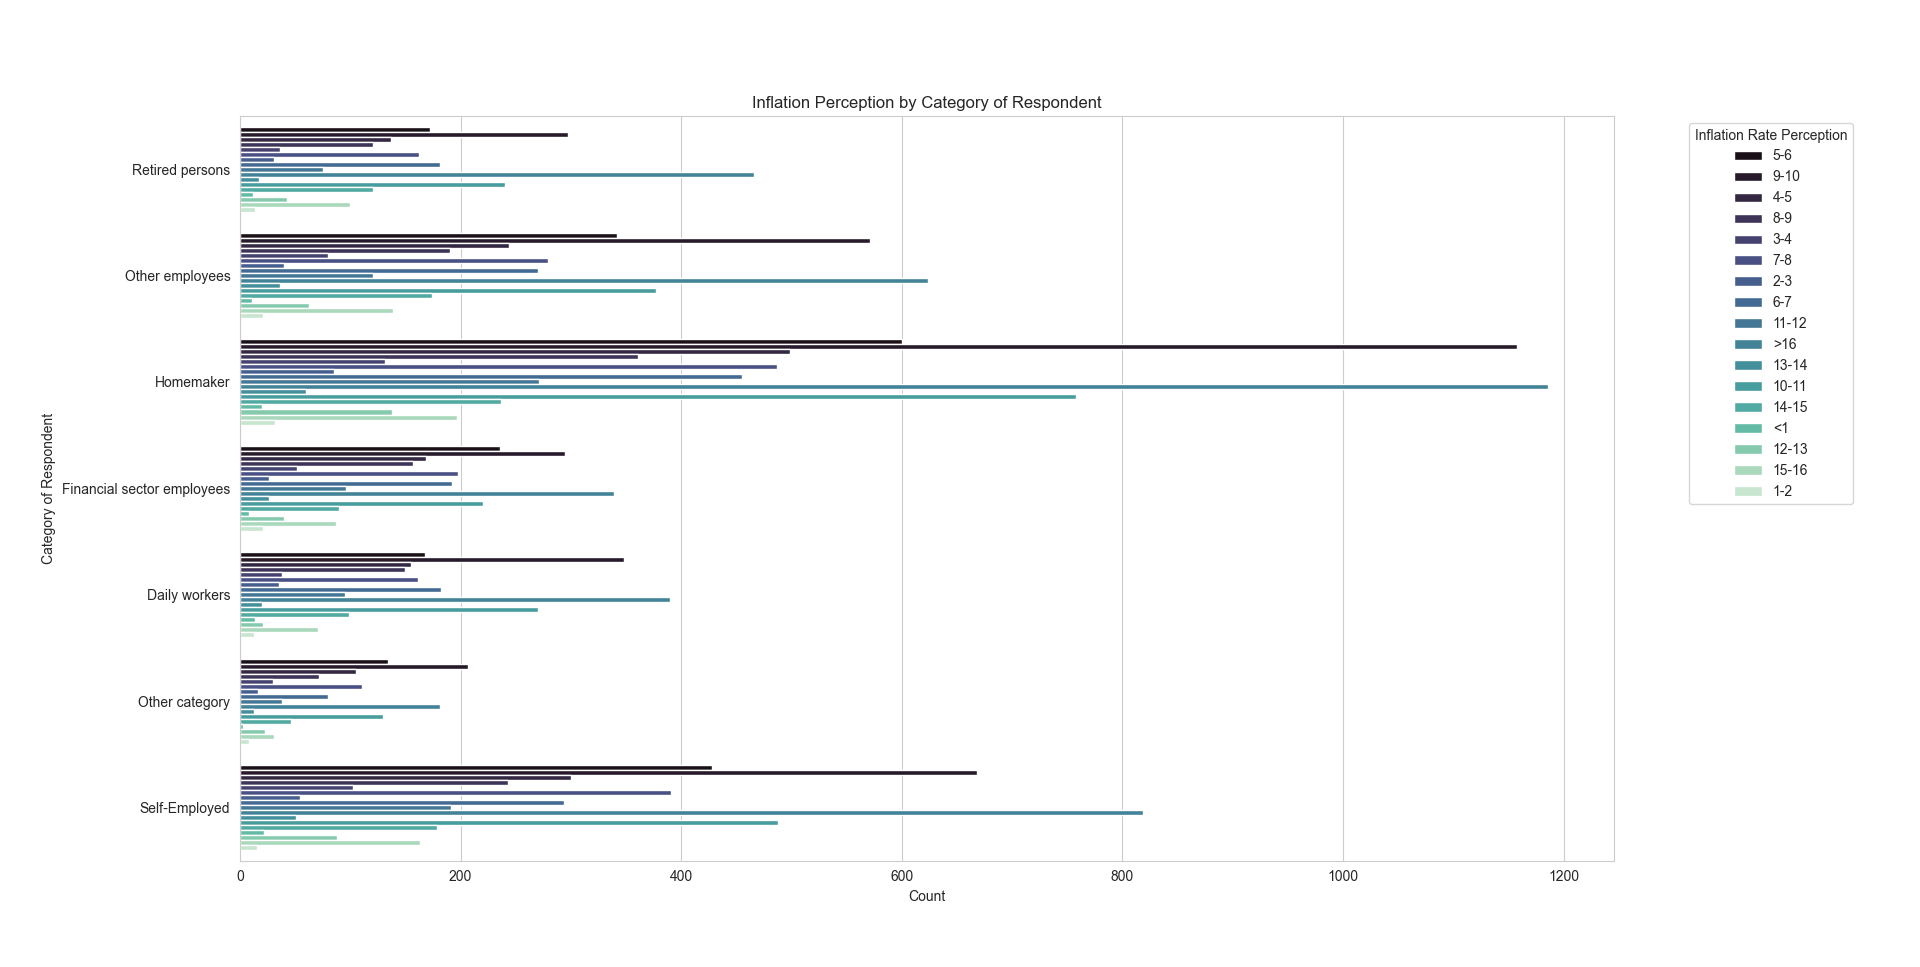 Inflation Perception by Category of Respondent
Category of Respondent
Retired persons
Other employees
Homemaker
Financial sector employees
Daily workers
Other category
Self-Employed
0 200 400 600 800 1000 1200
Count
Inflation Rate Perception
5-6
9-10
4-5
8-9
3-4
7-8
2-3
6-7
11-12
>16
13-14
10-11
14-15
<1
12-13
15-16
1-2